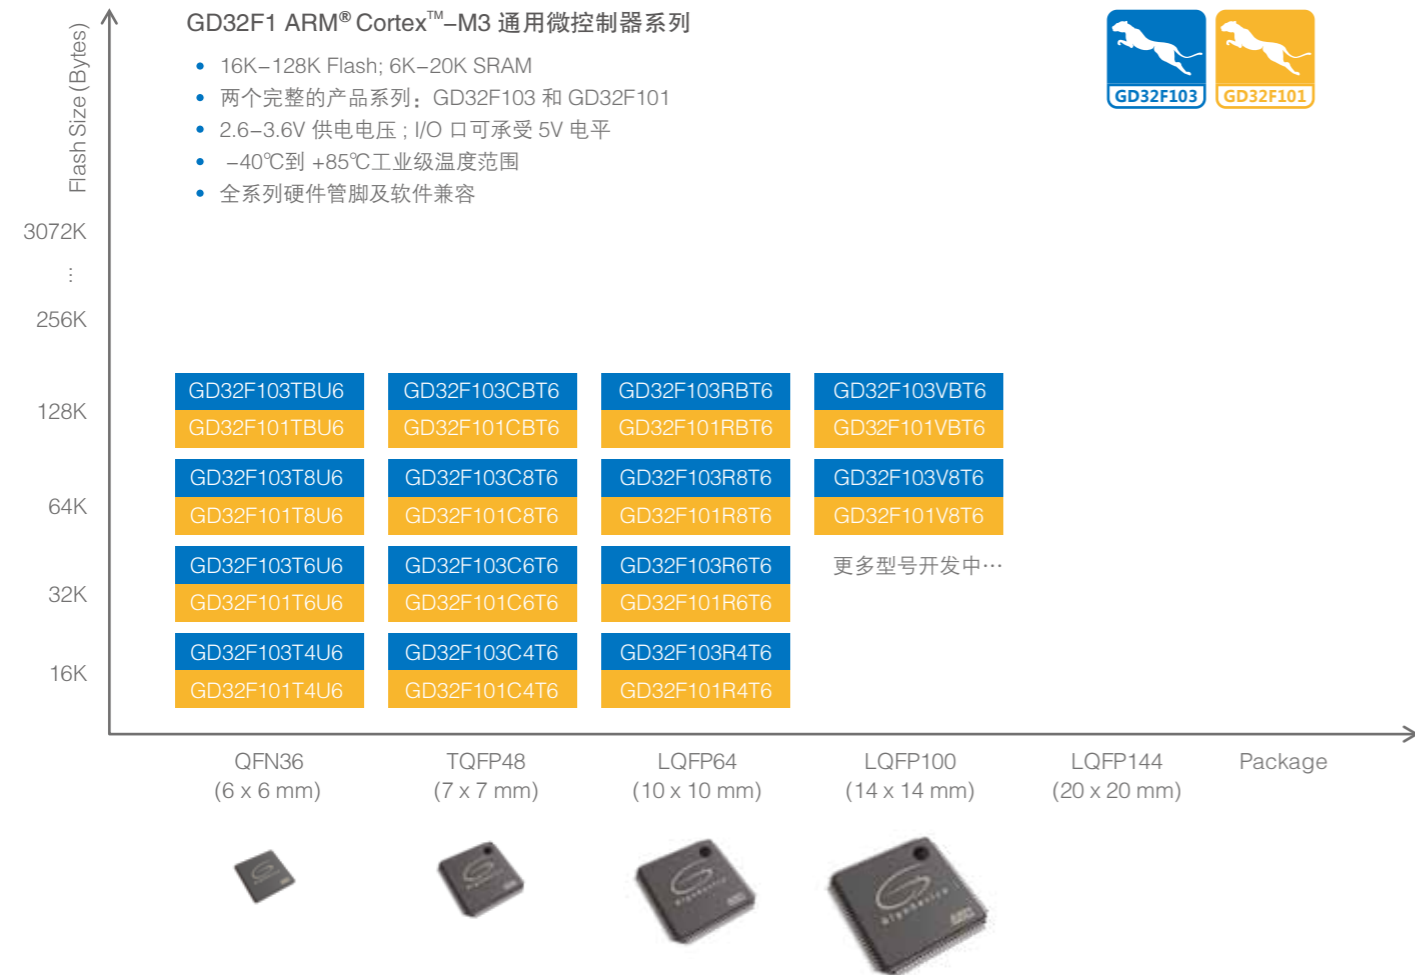 GD32F1 ARM® Cortex™–M3 通用微控制器系列
• 16K–128K Flash; 6K–20K SRAM
• 两个完整的产品系列：GD32F103 和 GD32F101
• 2.6–3.6V 供电电压 ; I/O 口可承受 5V 电平
• –40℃到 +85℃工业级温度范围
• 全系列硬件管脚及软件兼容
GD32F103 GD32F101
Flash Size (Bytes)
3072K
⋮
256K
128K
64K
32K
16K
GD32F103TBU6 GD32F103CBT6 GD32F103RBT6 GD32F103VBT6
GD32F101TBU6 GD32F101CBT6 GD32F101RBT6 GD32F101VBT6
GD32F103T8U6 GD32F103C8T6 GD32F103R8T6 GD32F103V8T6
GD32F101T8U6 GD32F101C8T6 GD32F101R8T6 GD32F101V8T6
GD32F103T6U6 GD32F103C6T6 GD32F103R6T6 更多型号开发中…
GD32F101T6U6 GD32F101C6T6 GD32F101R6T6
GD32F103T4U6 GD32F103C4T6 GD32F103R4T6
GD32F101T4U6 GD32F101C4T6 GD32F101R4T6
QFN36 TQFP48 LQFP64 LQFP100 LQFP144 Package
(6 x 6 mm) (7 x 7 mm) (10 x 10 mm) (14 x 14 mm) (20 x 20 mm)